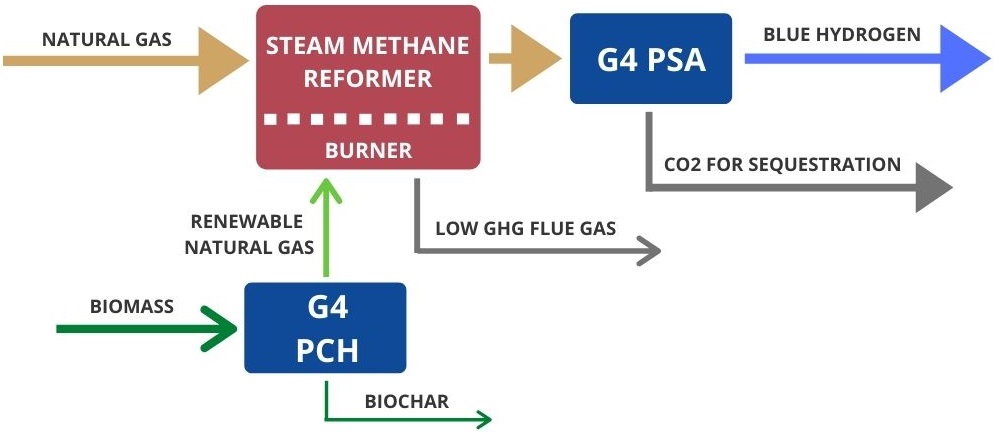 NATURAL GAS
STEAM METHANE
REFORMER
BURNER
G4 PSA
BLUE HYDROGEN
CO2 FOR SEQUESTRATION
RENEWABLE
NATURAL GAS
LOW GHG FLUE GAS
BIOMASS
G4
PCH
BIOCHAR